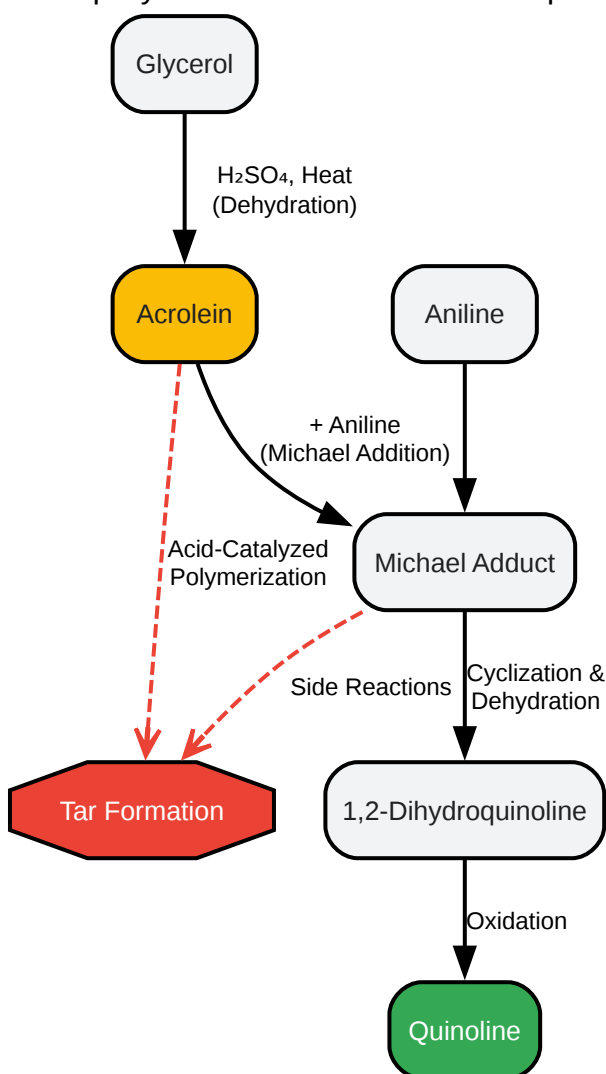 Glycerol
H₂SO₄, Heat
(Dehydration)
Acrolein
Aniline
+ Aniline
(Michael Addition)
Acid-Catalyzed
Polymerization
Michael Adduct
Side Reactions
Cyclization &
Dehydration
Tar Formation
1,2-Dihydroquinoline
Oxidation
Quinoline